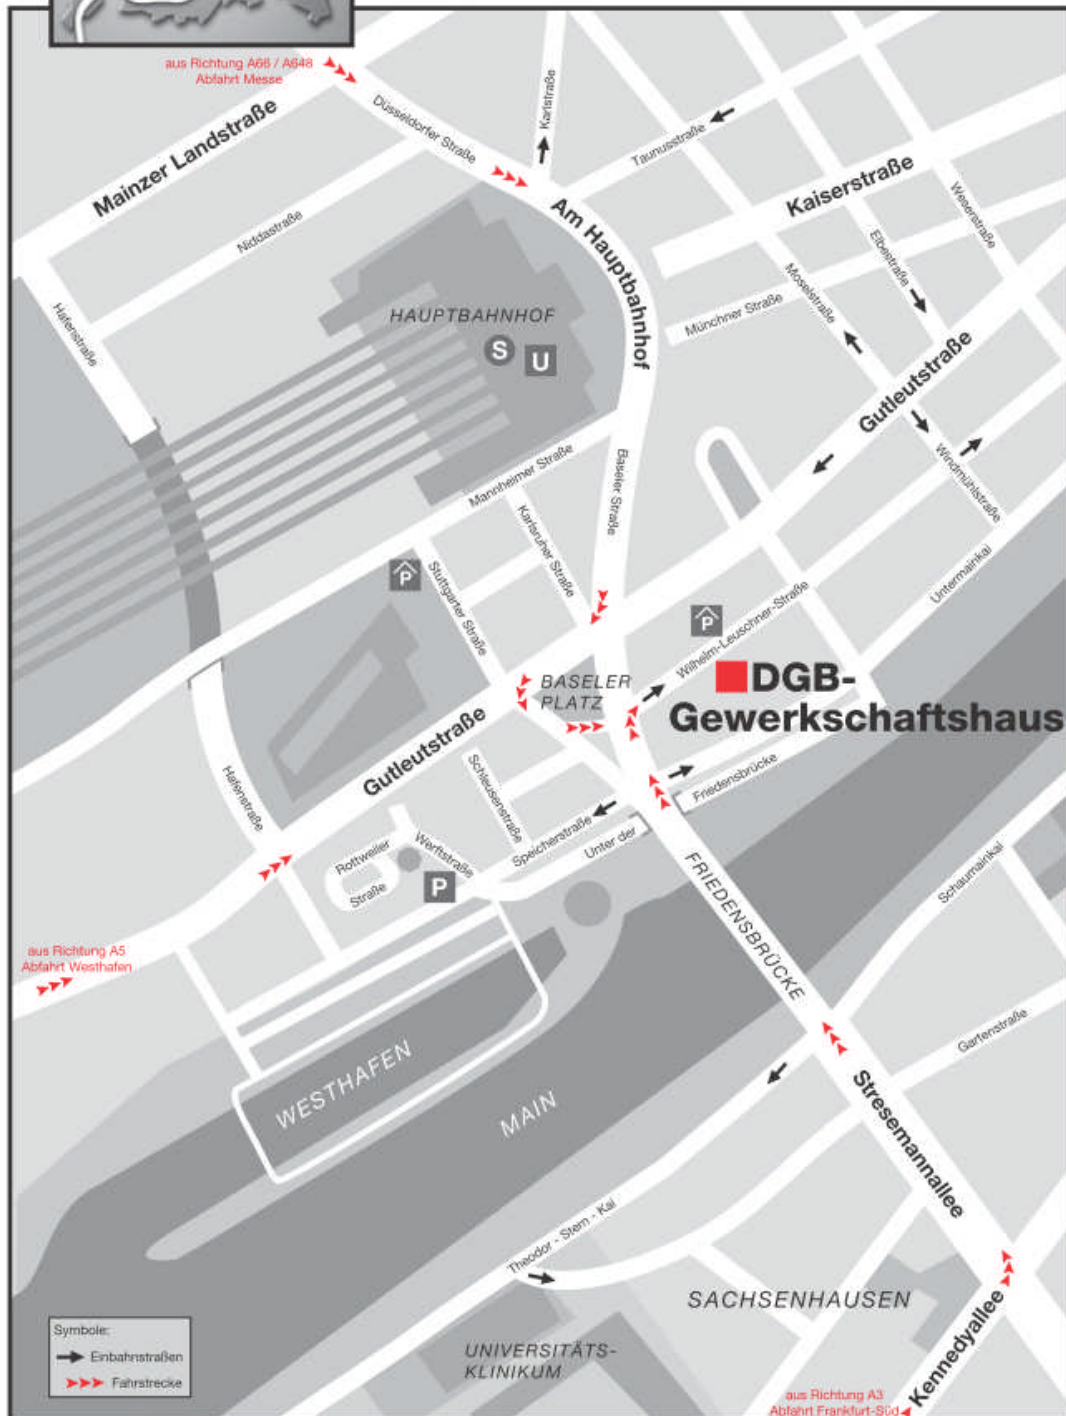 aus Richtung A66 / A648
Abfahrt Messe
Mainzer Landstraße
Düsseldorfer Straße
Karlstraße
Taunusstraße
Kaiserstraße
Weserstraße
Elbestraße
Moselstraße
Münchner Straße
Niddastraße
Am Hauptbahnhof
Hafenstraße
HAUPTBAHNHOF
S
U
Gutleutstraße
Windmühlstraße
Untermainkai
Mannheimer Straße
Baseler Straße
Karlsruher Straße
Stuttgarter Straße
P
P
Wilhelm-Leuschner-Straße
BASELER
PLATZ
DGB-
Gewerkschaftshaus
Gutleutstraße
Hafenstraße
Schleusenstraße
Speicherstraße
Unter der
Friedensbrücke
Rottweiler
Straße
Werftstraße
P
FRIEDENSBRÜCKE
Schaumainkai
Gartenstraße
aus Richtung A5
Abfahrt Westhafen
WESTHAFEN
MAIN
Stresemannallee
Theodor - Stern - Kai
SACHSENHAUSEN
UNIVERSITÄTS-
KLINIKUM
Kennedyallee
aus Richtung A3
Abfahrt Frankfurt-Süd
Symbole:
Einbahnstraßen
Fahrstrecke